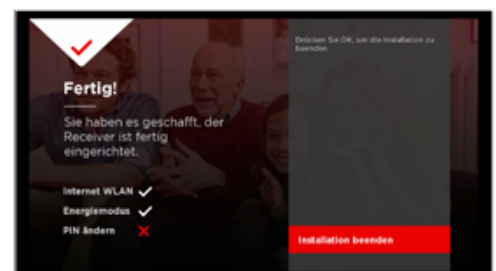 Drücken Sie OK, um die Installation zu
beenden.
Fertig!
Sie haben es geschafft, der
Receiver ist fertig
eingerichtet.
Internet WLAN
Energiemodus
PIN ändern
Installation beenden